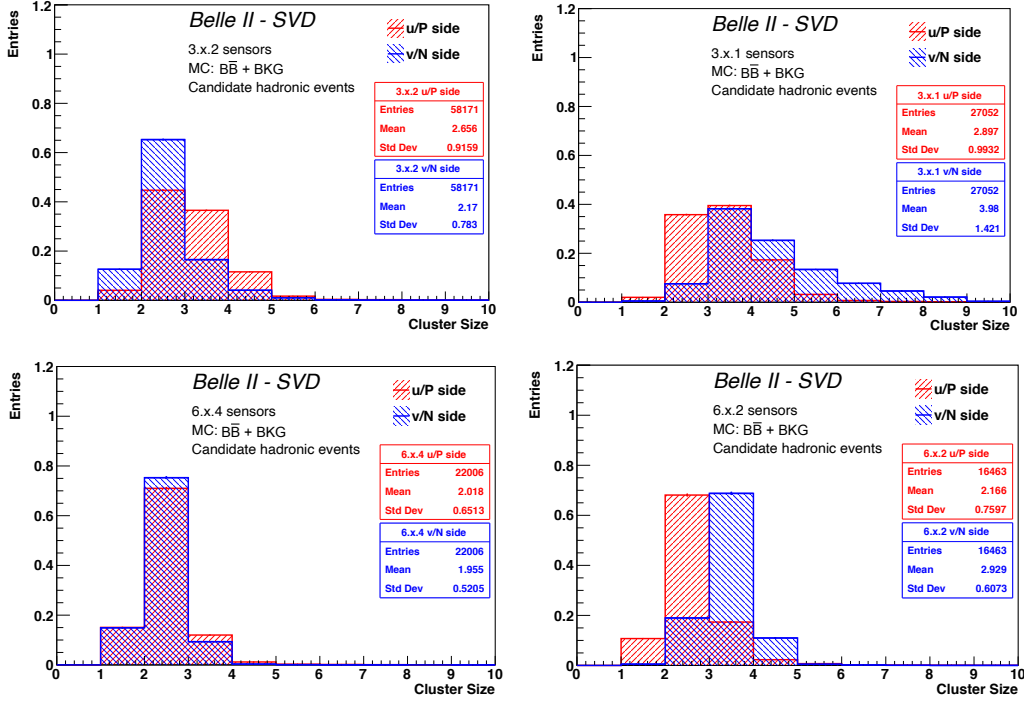 Entries
1.2
1
0.8
0.6
0.4
0.2
0
Belle II - SVD
3.x.2 sensors
MC: BB̅ + BKG
Candidate hadronic events
u/P side
v/N side
3.x.2 u/P side
Entries 58171
Mean 2.656
Std Dev 0.9159
3.x.2 v/N side
Entries 58171
Mean 2.17
Std Dev 0.783
0 1 2 3 4 5 6 7 8 9 10
Cluster Size
Entries
1.2
1
0.8
0.6
0.4
0.2
0
Belle II - SVD
3.x.1 sensors
MC: BB̅ + BKG
Candidate hadronic events
u/P side
v/N side
3.x.1 u/P side
Entries 27052
Mean 2.897
Std Dev 0.9932
3.x.1 v/N side
Entries 27052
Mean 3.98
Std Dev 1.421
0 1 2 3 4 5 6 7 8 9 10
Cluster Size
Entries
1.2
1
0.8
0.6
0.4
0.2
0
Belle II - SVD
6.x.4 sensors
MC: BB̅ + BKG
Candidate hadronic events
u/P side
v/N side
6.x.4 u/P side
Entries 22006
Mean 2.018
Std Dev 0.6513
6.x.4 v/N side
Entries 22006
Mean 1.955
Std Dev 0.5205
0 1 2 3 4 5 6 7 8 9 10
Cluster Size
Entries
1.2
1
0.8
0.6
0.4
0.2
0
Belle II - SVD
6.x.2 sensors
MC: BB̅ + BKG
Candidate hadronic events
u/P side
v/N side
6.x.2 u/P side
Entries 16463
Mean 2.166
Std Dev 0.7597
6.x.2 v/N side
Entries 16463
Mean 2.929
Std Dev 0.6073
0 1 2 3 4 5 6 7 8 9 10
Cluster Size